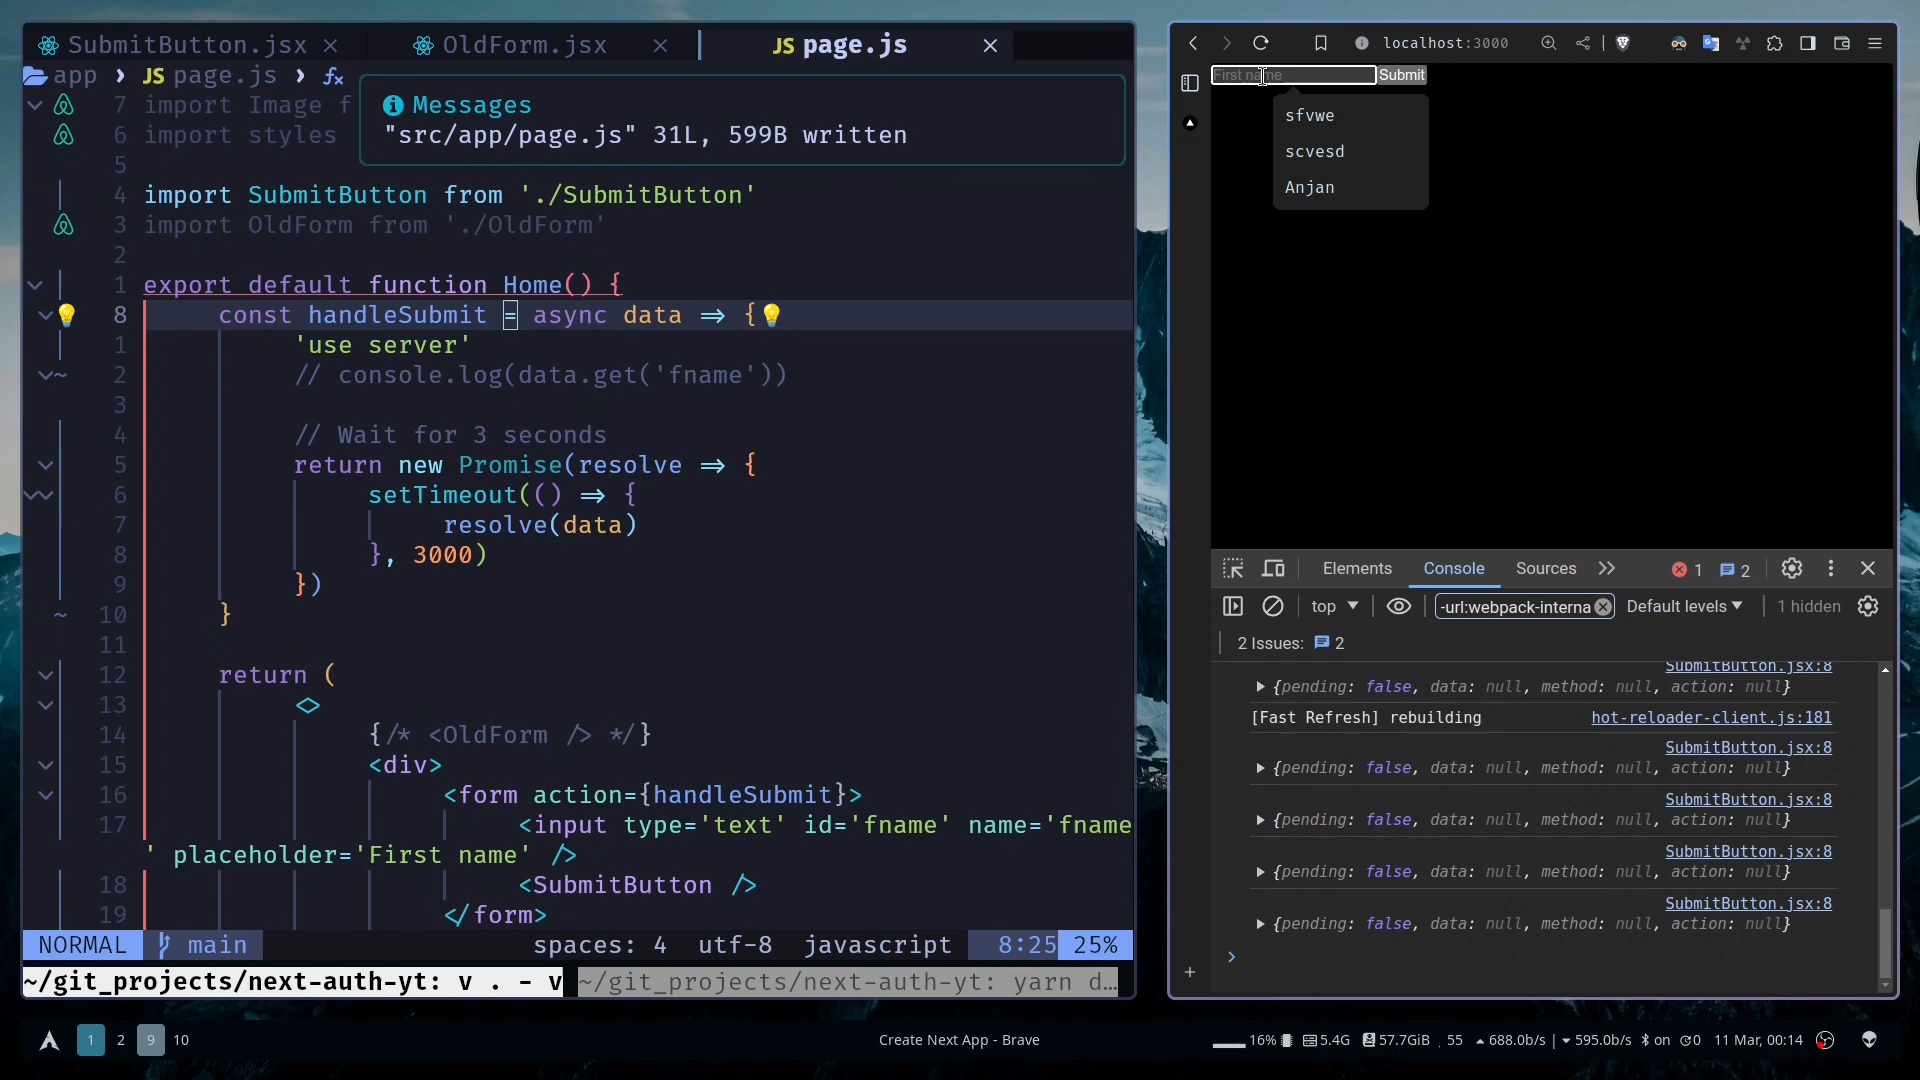 SubmitButton.jsx
OldForm.jsx
JS page.js
app › JS page.js › fx
Messages
"src/app/page.js" 31L, 599B written
7 import Image f
6 import styles
5
4 import SubmitButton from './SubmitButton'
3 import OldForm from './OldForm'
2
1 export default function Home() {
8 const handleSubmit = async data ⇒ {
1 'use server'
2 // console.log(data.get('fname'))
3
4 // Wait for 3 seconds
5 return new Promise(resolve ⇒ {
6 setTimeout(() ⇒ {
7 resolve(data)
8 }, 3000)
9 })
10 }
11
12 return (
13 <>
14 {/* <OldForm /> */}
15 <div>
16 <form action={handleSubmit}>
17 <input type='text' id='fname' name='fname
' placeholder='First name' />
18 <SubmitButton />
19 </form>
NORMAL main spaces: 4 utf-8 javascript 8:25 25%
~/git_projects/next-auth-yt: v . - v ~/git_projects/next-auth-yt: yarn d…
localhost:3000
First name Submit
sfvwe
scvesd
Anjan
Elements Console Sources 1 2
top -url:webpack-interna Default levels 1 hidden
2 Issues: 2
SubmitButton.jsx:8
{pending: false, data: null, method: null, action: null}
[Fast Refresh] rebuilding hot-reloader-client.js:181
SubmitButton.jsx:8
{pending: false, data: null, method: null, action: null}
SubmitButton.jsx:8
{pending: false, data: null, method: null, action: null}
SubmitButton.jsx:8
{pending: false, data: null, method: null, action: null}
SubmitButton.jsx:8
{pending: false, data: null, method: null, action: null}
1 2 9 10
Create Next App - Brave
16% 5.4G 57.7GiB 55 688.0b/s | 595.0b/s on 0 11 Mar, 00:14